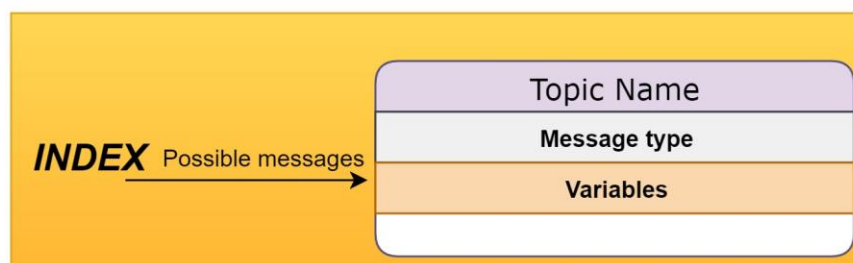 INDEX
Possible messages
Topic Name
Message type
Variables